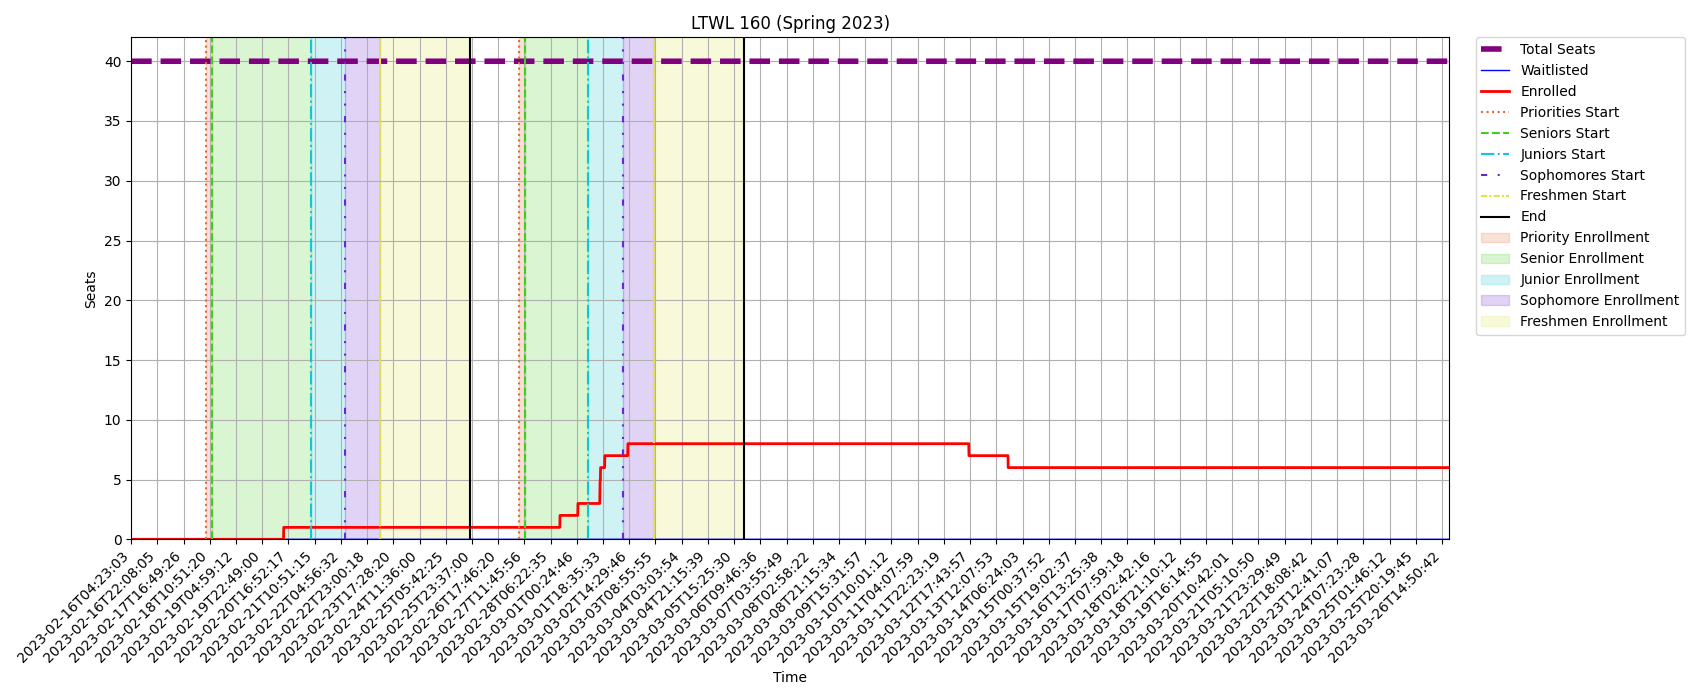 LTWL 160 (Spring 2023)
Seats
40
35
30
25
20
15
10
5
0
2023-02-16T04:23:03
2023-02-16T22:08:05
2023-02-17T16:49:26
2023-02-18T10:51:20
2023-02-19T04:59:12
2023-02-19T22:49:00
2023-02-20T16:52:17
2023-02-21T10:51:15
2023-02-22T04:56:32
2023-02-22T23:00:18
2023-02-23T17:28:20
2023-02-24T11:36:00
2023-02-25T05:42:25
2023-02-25T23:37:00
2023-02-26T17:46:20
2023-02-27T11:45:56
2023-02-28T06:22:35
2023-03-01T00:24:46
2023-03-01T18:35:33
2023-03-02T14:29:46
2023-03-03T08:55:55
2023-03-04T03:03:54
2023-03-04T21:15:39
2023-03-05T15:25:30
2023-03-06T09:46:36
2023-03-07T03:55:49
2023-03-08T02:58:22
2023-03-08T21:15:34
2023-03-09T15:31:57
2023-03-10T10:01:12
2023-03-11T04:07:59
2023-03-11T22:23:19
2023-03-12T17:43:57
2023-03-13T12:07:53
2023-03-14T06:24:03
2023-03-15T00:37:52
2023-03-15T19:02:37
2023-03-16T13:25:38
2023-03-17T07:59:18
2023-03-18T02:42:16
2023-03-18T21:10:12
2023-03-19T16:14:55
2023-03-20T10:42:01
2023-03-21T05:10:50
2023-03-21T23:29:49
2023-03-22T18:08:42
2023-03-23T12:41:07
2023-03-24T07:23:28
2023-03-25T01:46:12
2023-03-25T20:19:45
2023-03-26T14:50:42
Time
Total Seats
Waitlisted
Enrolled
Priorities Start
Seniors Start
Juniors Start
Sophomores Start
Freshmen Start
End
Priority Enrollment
Senior Enrollment
Junior Enrollment
Sophomore Enrollment
Freshmen Enrollment